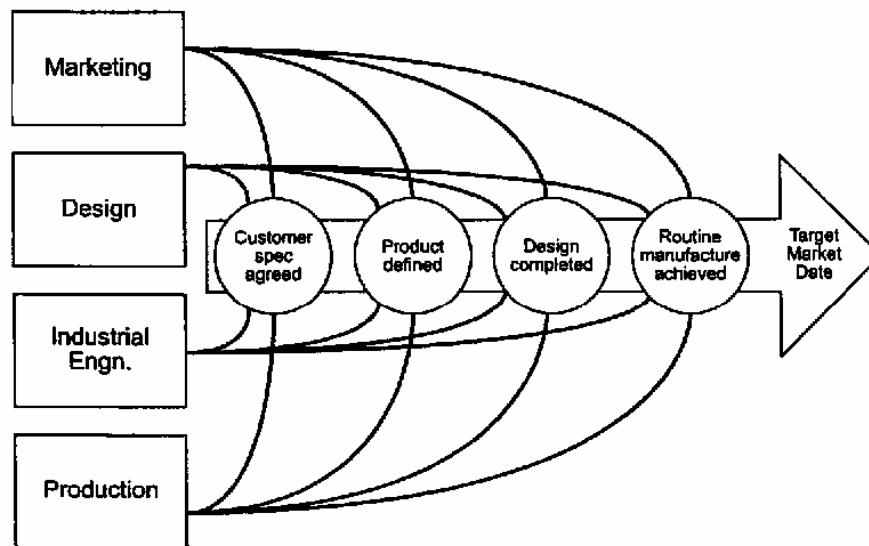 Marketing
Design
Industrial
Engn.
Production
Customer
spec
agreed
Product
defined
Design
completed
Routine
manufacture
achieved
Target
Market
Date